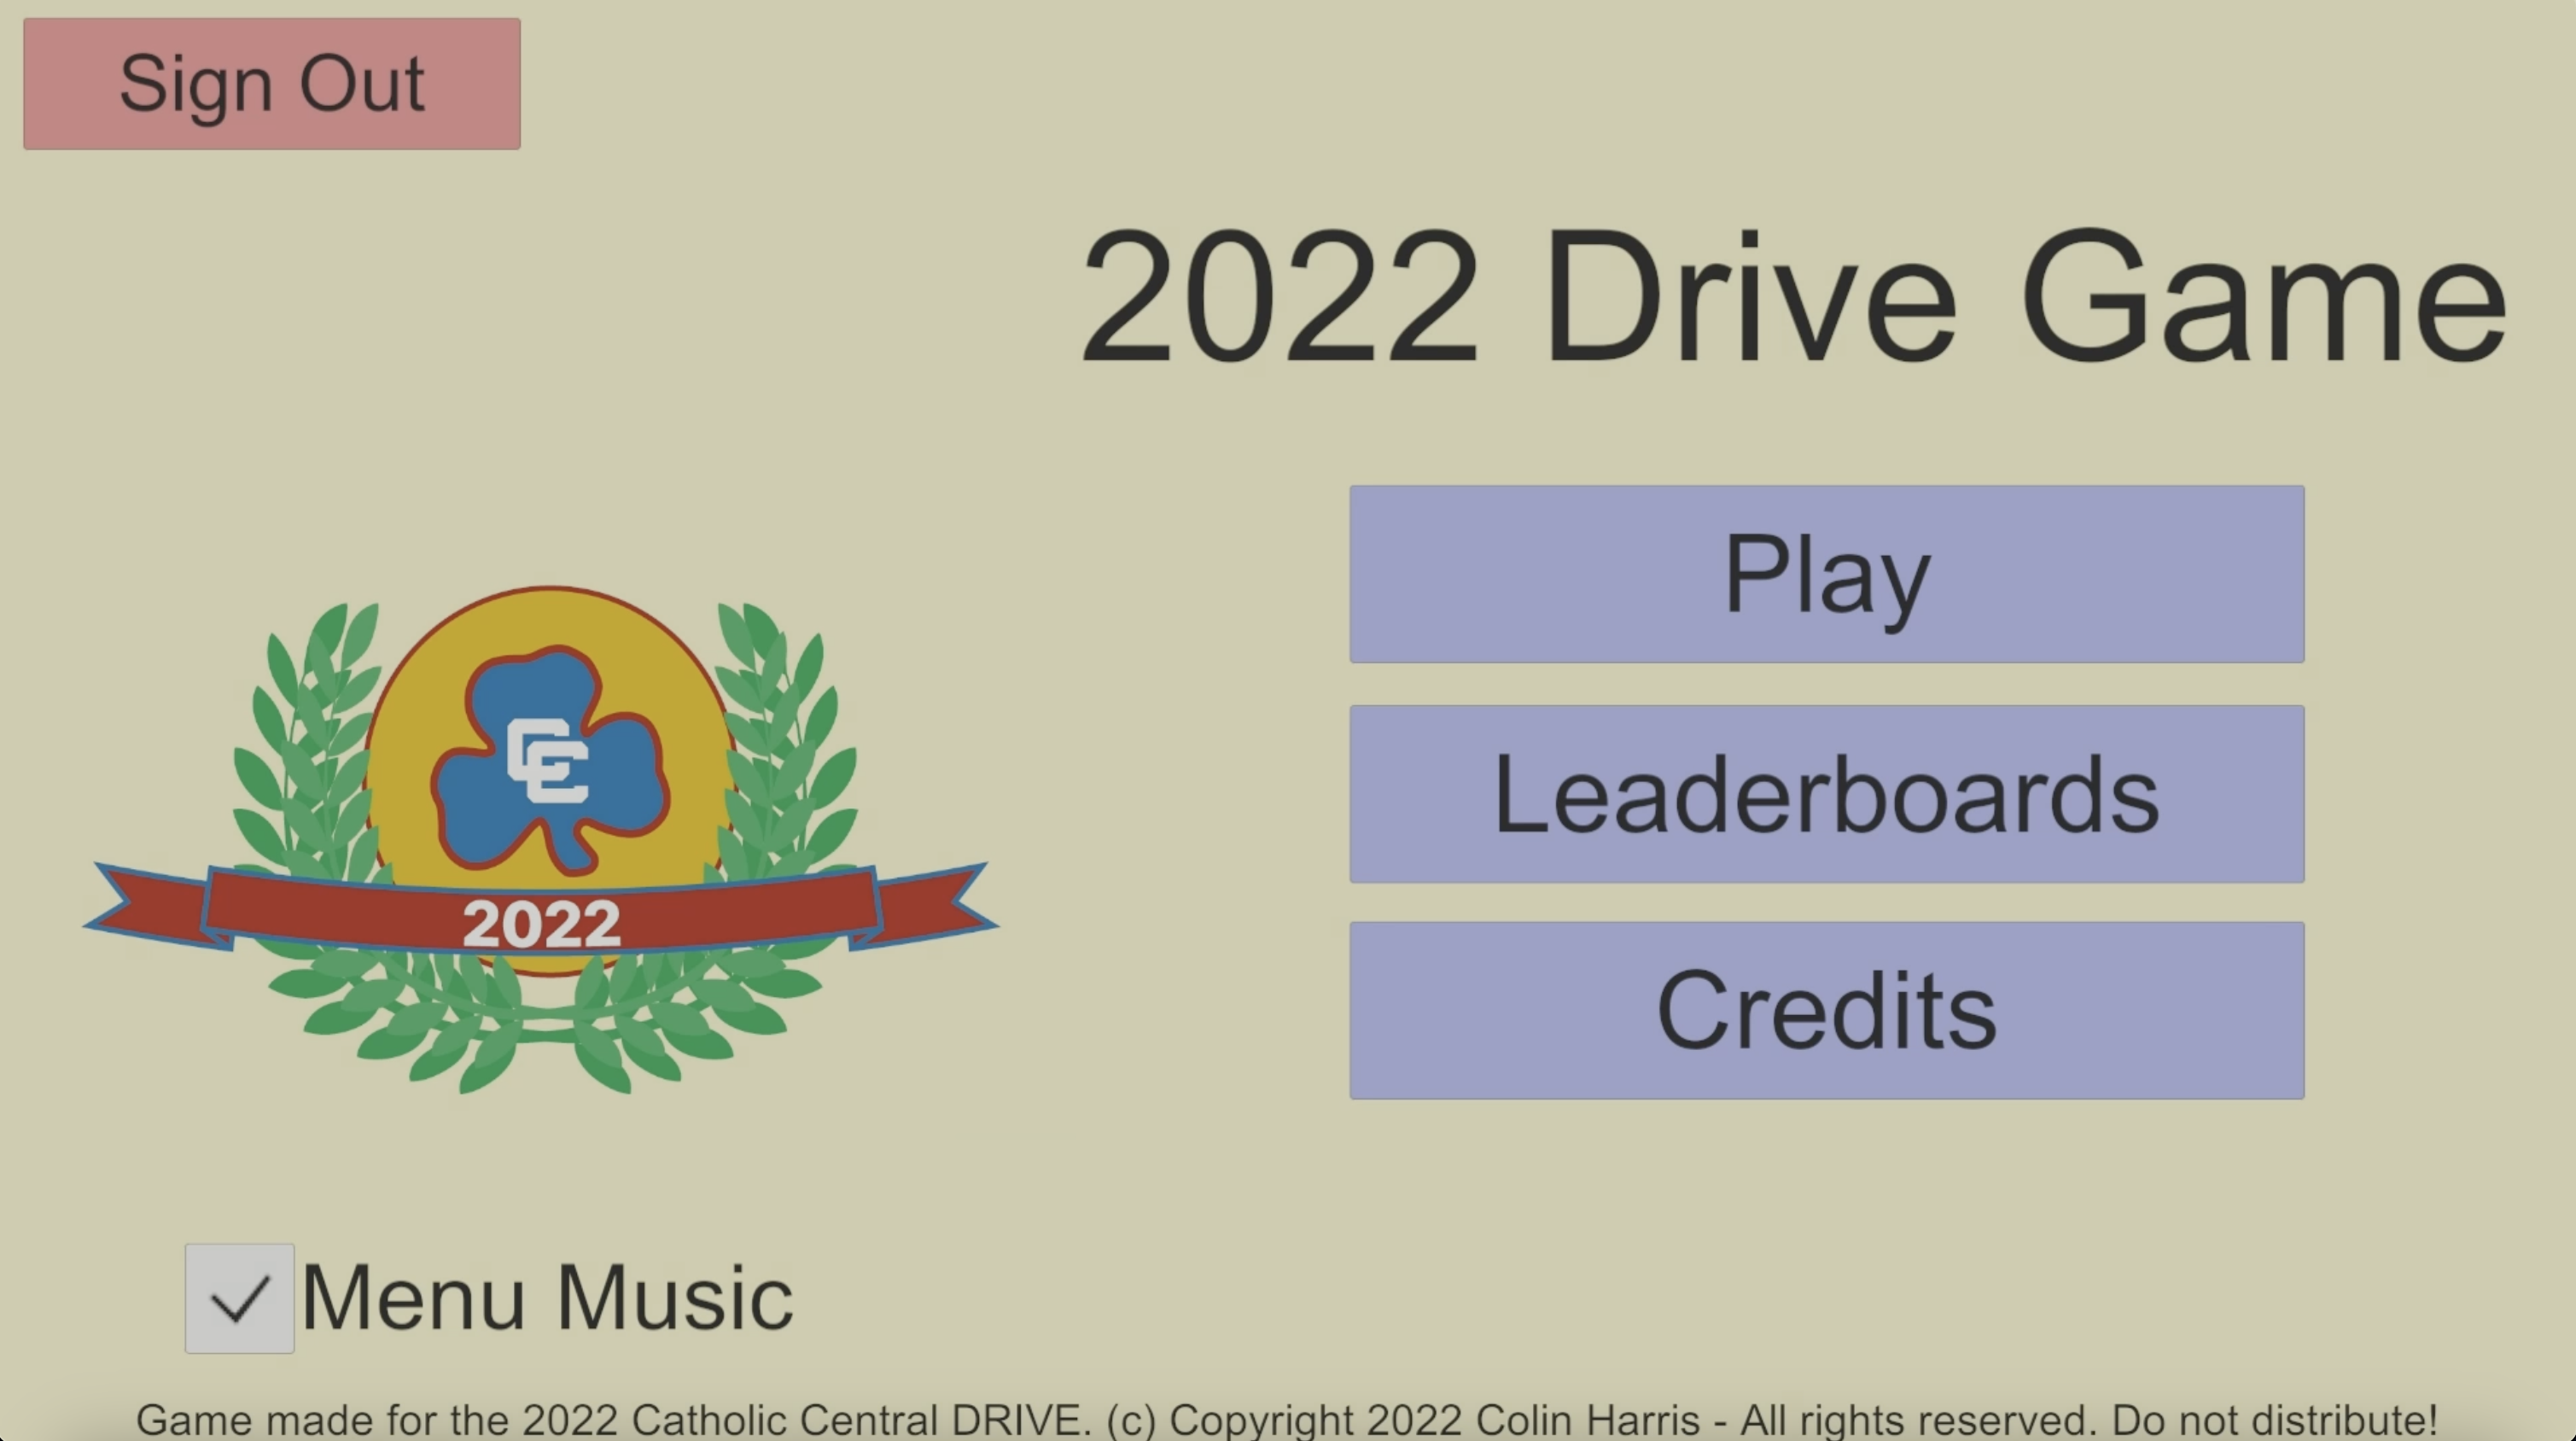 Sign Out
2022 Drive Game
Play
Leaderboards
Credits
CC
2022
Menu Music
Game made for the 2022 Catholic Central DRIVE. (c) Copyright 2022 Colin Harris - All rights reserved. Do not distribute!